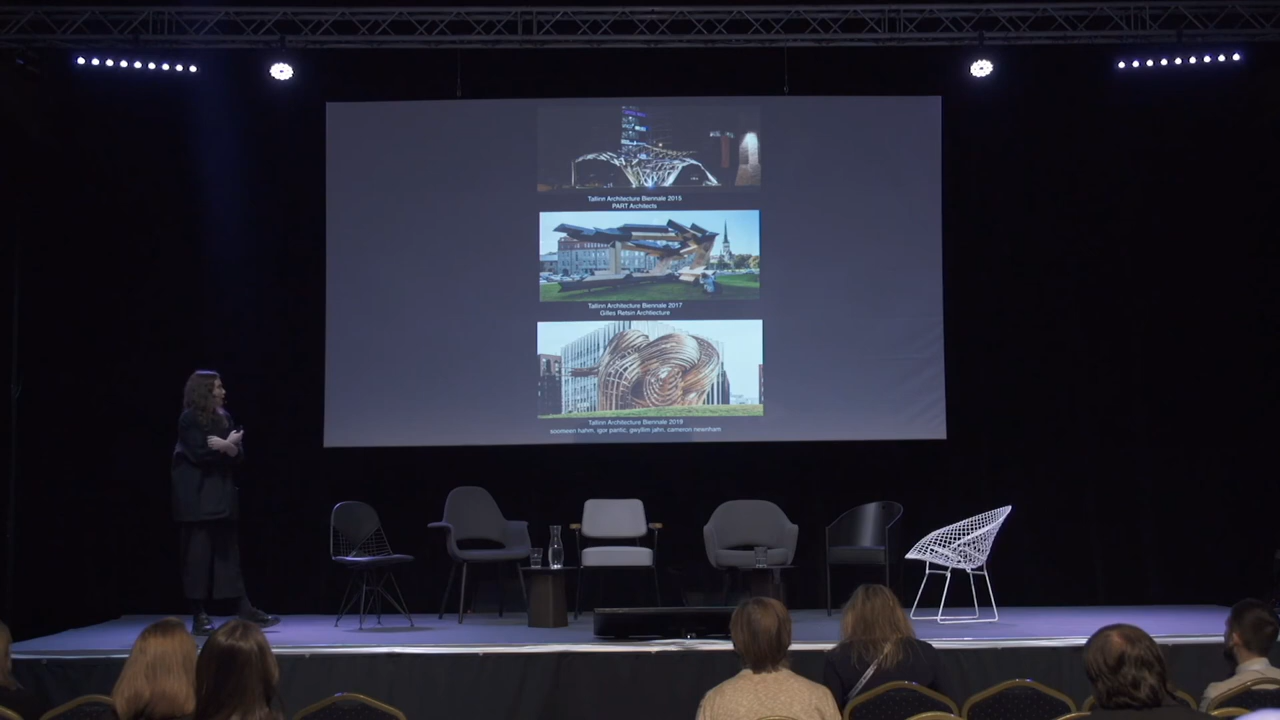 Tallinn Architecture Biennale 2015
PART Architects
Tallinn Architecture Biennale 2017
Gilles Retsin Architecture
Tallinn Architecture Biennale 2019
soomeen hahm, igor pantic, gwyllim jahn, cameron newnham